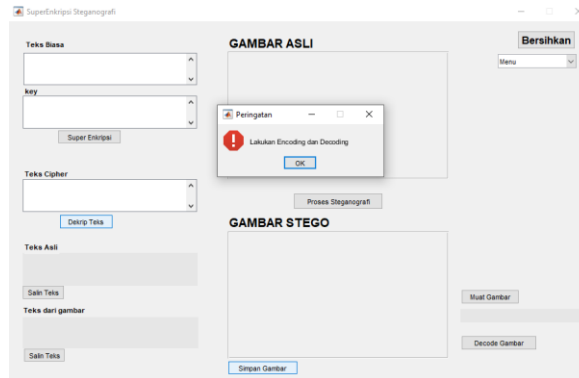 SuperEnkripsi Steganografi
Teks Biasa
GAMBAR ASLI
Bersihkan
Menu
key
Peringatan
Lakukan Encoding dan Decoding
OK
Super Enkripsi
Teks Cipher
Proses Steganografi
Dekrip Teks
GAMBAR STEGO
Teks Asli
Salin Teks
Muat Gambar
Teks dari gambar
Decode Gambar
Salin Teks
Simpan Gambar